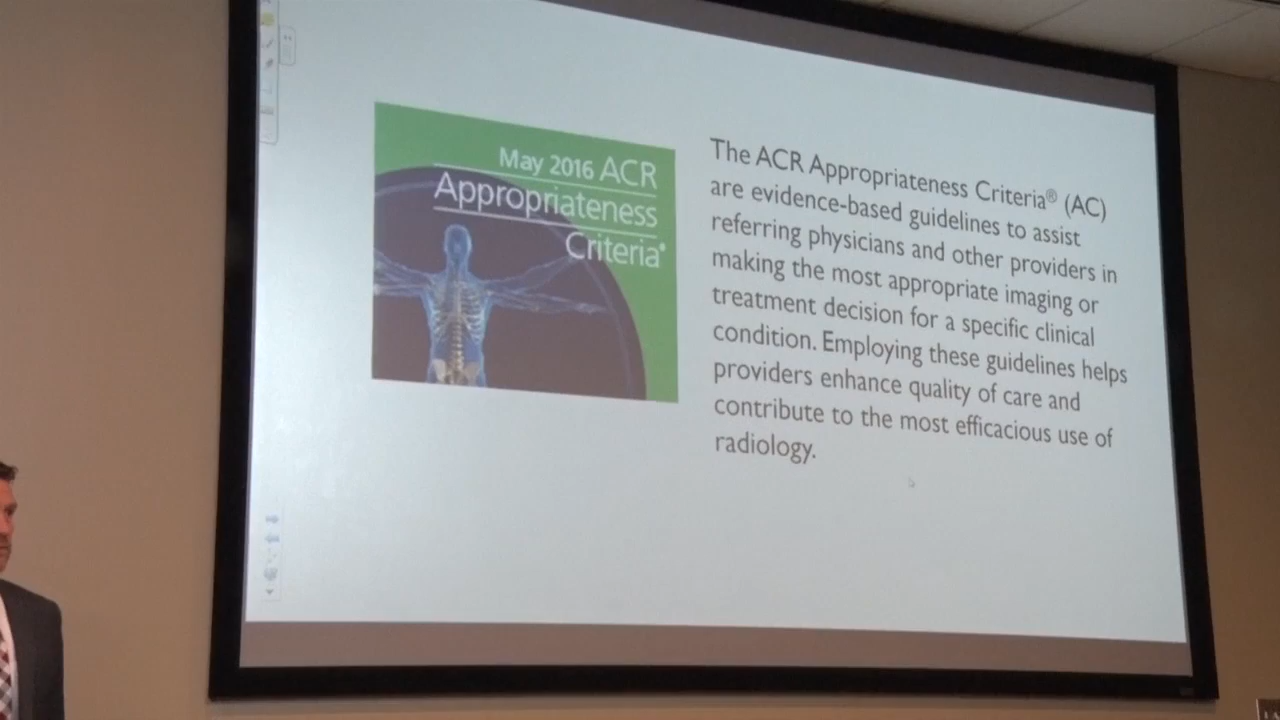 May 2016 ACR
Appropriateness
Criteria®
The ACR Appropriateness Criteria® (AC)
are evidence-based guidelines to assist
referring physicians and other providers in
making the most appropriate imaging or
treatment decision for a specific clinical
condition. Employing these guidelines helps
providers enhance quality of care and
contribute to the most efficacious use of
radiology.